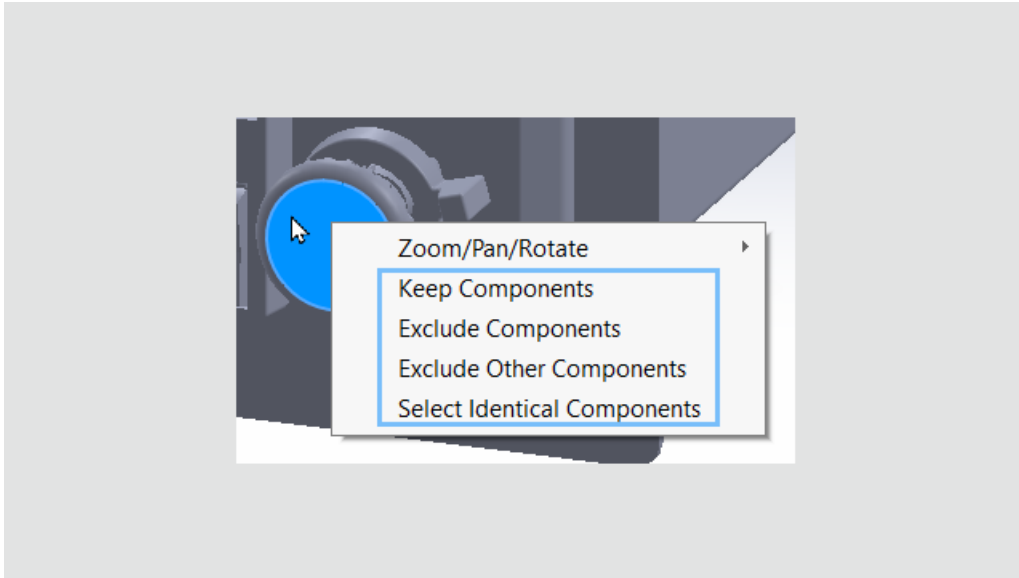 Zoom/Pan/Rotate
Keep Components
Exclude Components
Exclude Other Components
Select Identical Components